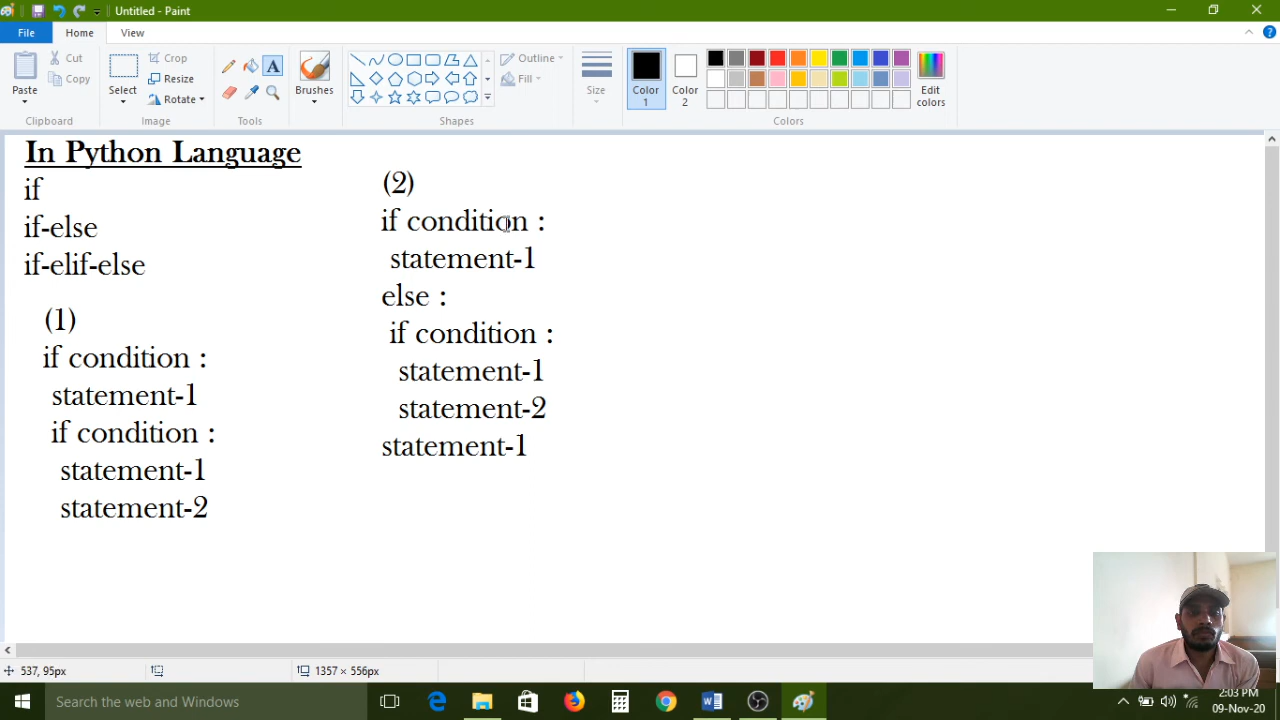 Untitled - Paint
File
Home
View
Paste
Cut
Copy
Clipboard
Select
Crop
Resize
Rotate
Image
A
Tools
Brushes
Shapes
Outline
Fill
Size
Color
1
Color
2
Edit
colors
Colors
In Python Language
if
if-else
if-elif-else
(1)
if condition :
statement-1
if condition :
statement-1
statement-2
(2)
if condition :
statement-1
else :
if condition :
statement-1
statement-2
statement-1
537, 95px
1357 × 556px
Search the web and Windows
2:03 PM
09-Nov-20